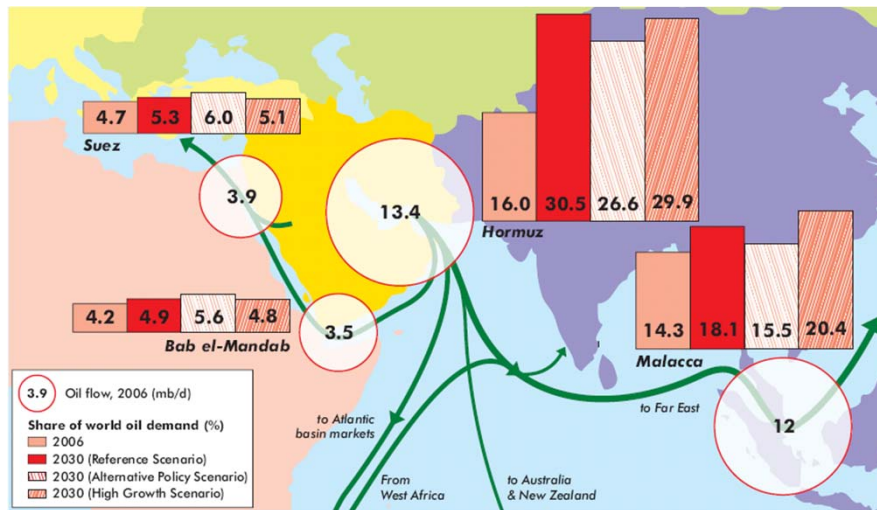 4.7 5.3 6.0 5.1
Suez
3.9
13.4
16.0 30.5 26.6 29.9
Hormuz
4.2 4.9 5.6 4.8
Bab el-Mandab
3.5
14.3 18.1 15.5 20.4
Malacca
12
to Atlantic
basin markets
From
West Africa
to Australia
& New Zealand
to Far East
3.9 Oil flow, 2006 (mb/d)
Share of world oil demand (%)
2006
2030 (Reference Scenario)
2030 (Alternative Policy Scenario)
2030 (High Growth Scenario)